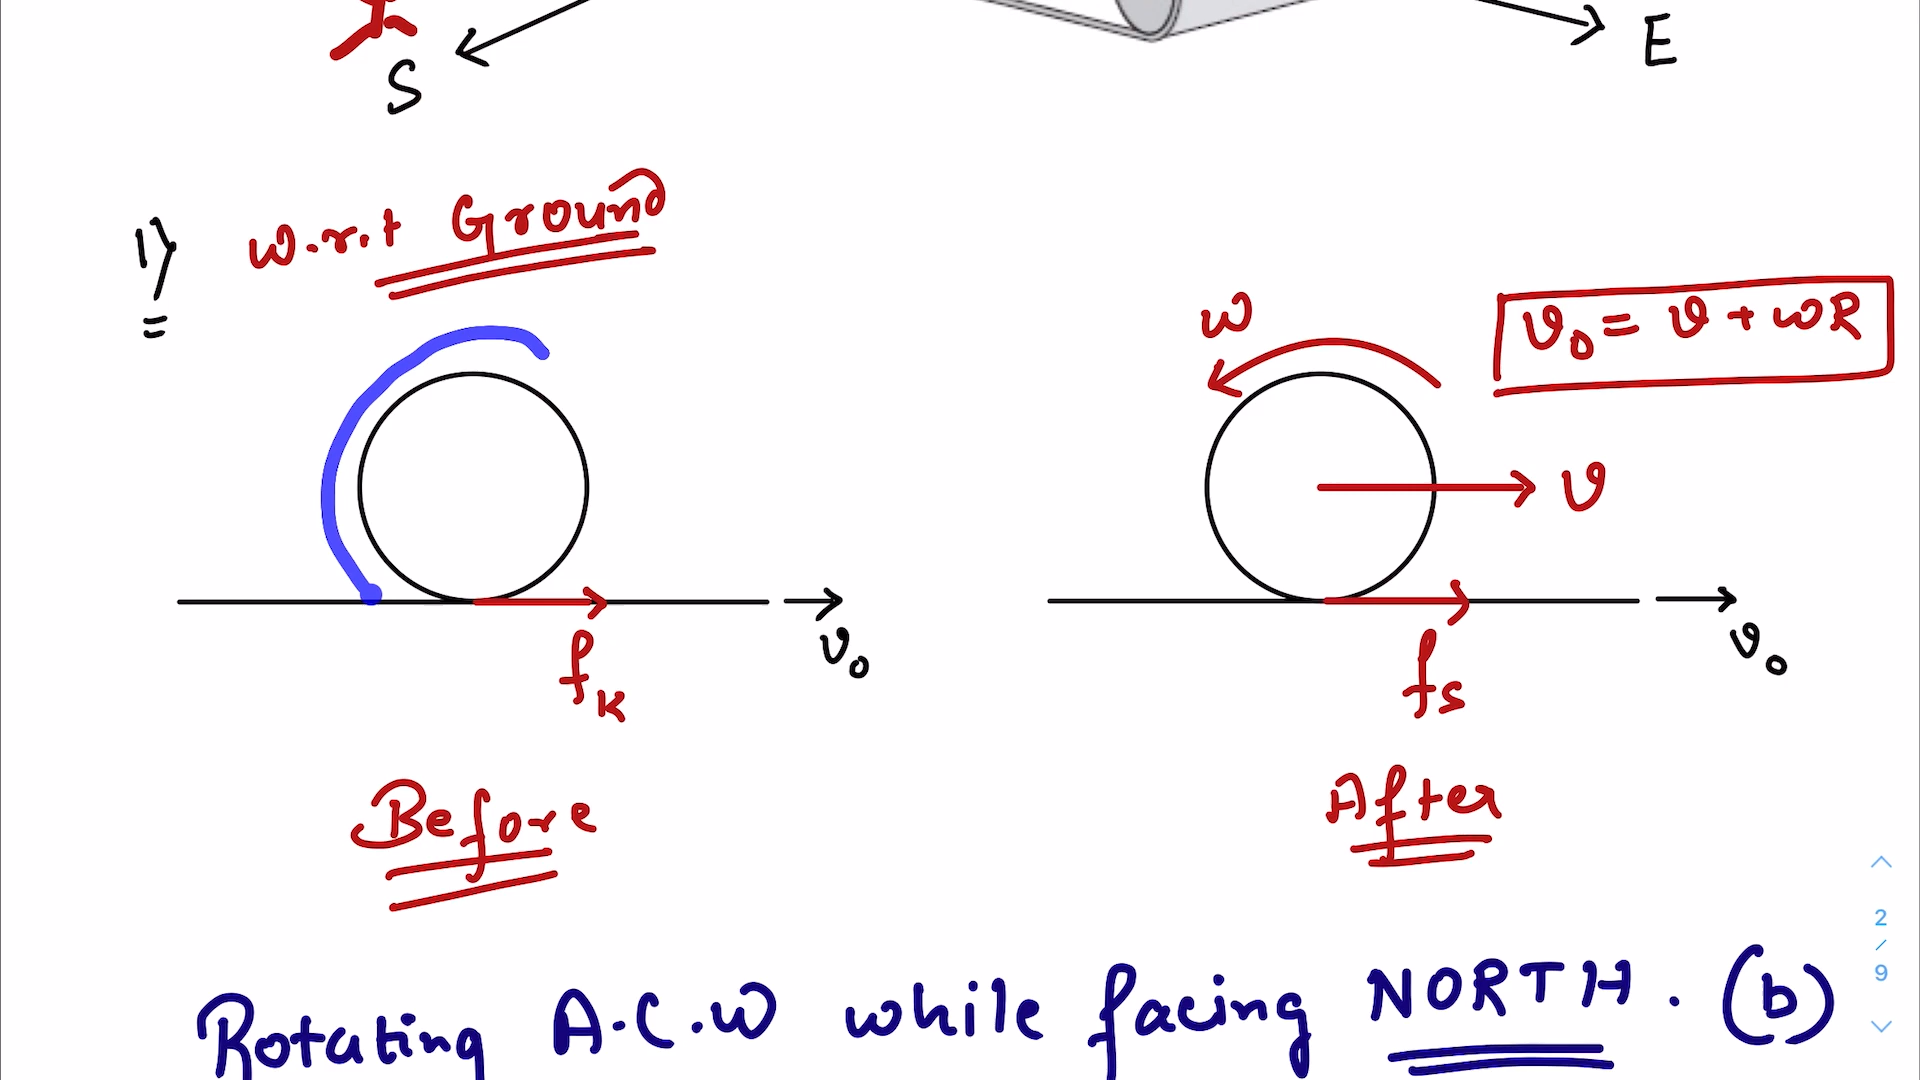 S
E
1) w.r.t Ground
ω
v₀ = v + ωR
v
v₀
v₀
fₖ
fₛ
Before
After
2
/
9
Rotating A.C.W while facing NORTH. (b)